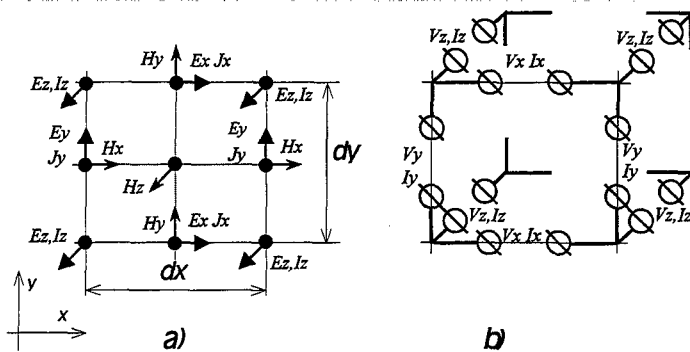 Hy Ex Jx
Ez,Iz Ez,Iz
Ey Ey
Jy Hx Jy Hx
Hz
Hy Ex Jx
Ez,Iz Ez,Iz
dx
dy
y
x
a)
Vz,Iz Vz,Iz
Vx Ix
Vy Vy
Iy Iy
Vz,Iz Vz,Iz
Vx Ix
b)